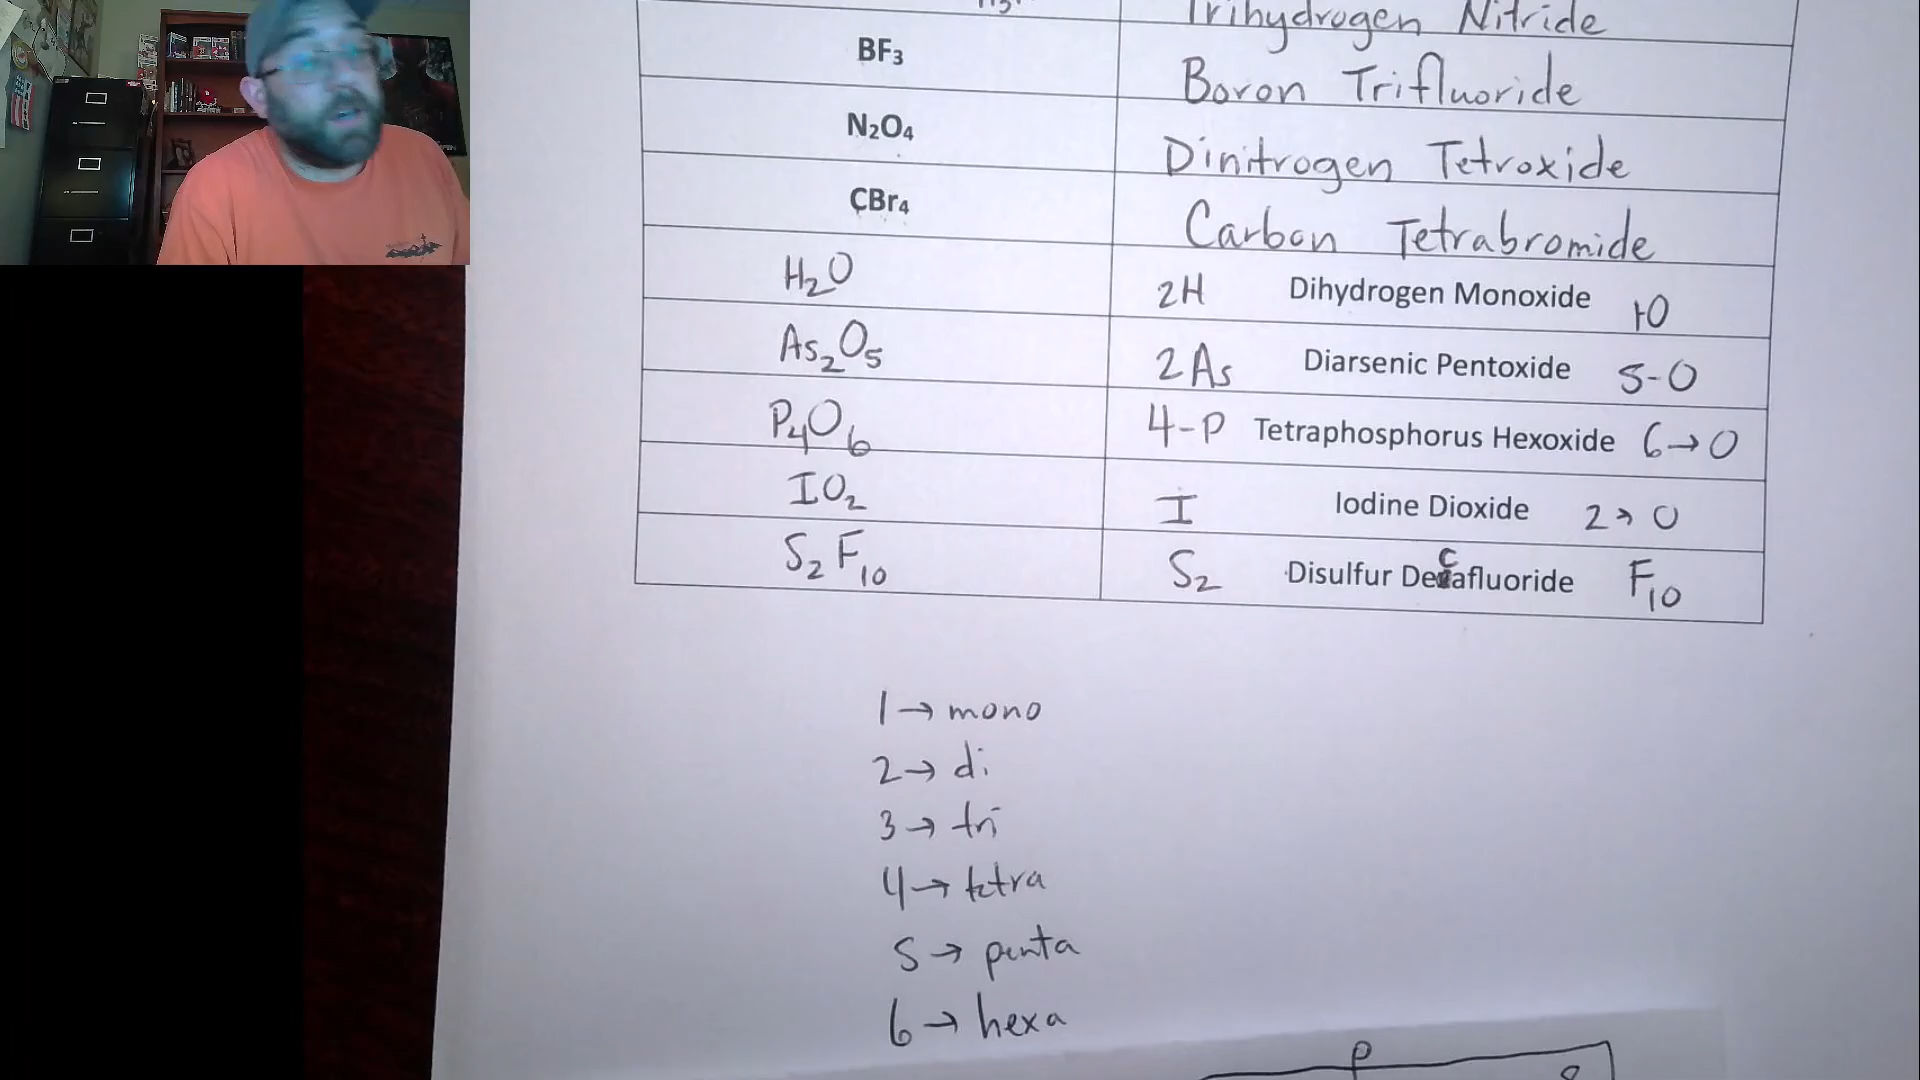 Trihydrogen Nitride
BF3 Boron Trifluoride
N2O4 Dinitrogen Tetroxide
CBr4 Carbon Tetrabromide
H2O 2H Dihydrogen Monoxide 1O
As2O5 2As Diarsenic Pentoxide 5-O
P4O6 4-P Tetraphosphorus Hexoxide 6→O
IO2 I Iodine Dioxide 2→O
S2F10 S2 Disulfur Decafluoride F10
1→mono
2→di
3→tri
4→tetra
5→penta
6→hexa
P